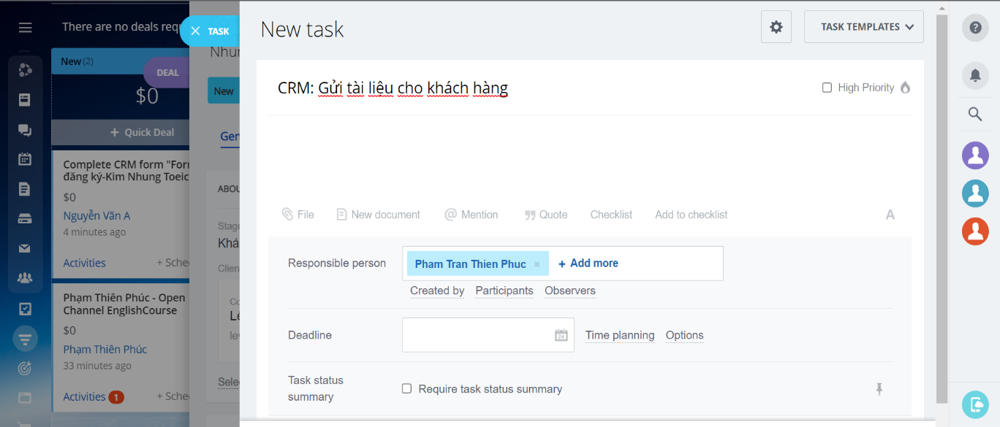 There are no deals requ
New (2)
DEAL
$0
+ Quick Deal
Complete CRM form "For
đăng ký-Kim Nhung Toeic
$0
Nguyễn Văn A
4 minutes ago
Activities
+ Sche
Phạm Thiên Phúc - Open
Channel EnglishCourse
$0
Phạm Thiên Phúc
33 minutes ago
Activities 1
+ Sche
TASK
Nhun
New
Gen
ABOU
Stage
Khá
Clien
Co
Lê
lev
Selec
New task
TASK TEMPLATES
CRM: Gửi tài liệu cho khách hàng
High Priority
File
New document
Mention
Quote
Checklist
Add to checklist
A
Responsible person
Pham Tran Thien Phuc
+ Add more
Created by
Participants
Observers
Deadline
24
Time planning
Options
Task status
summary
Require task status summary